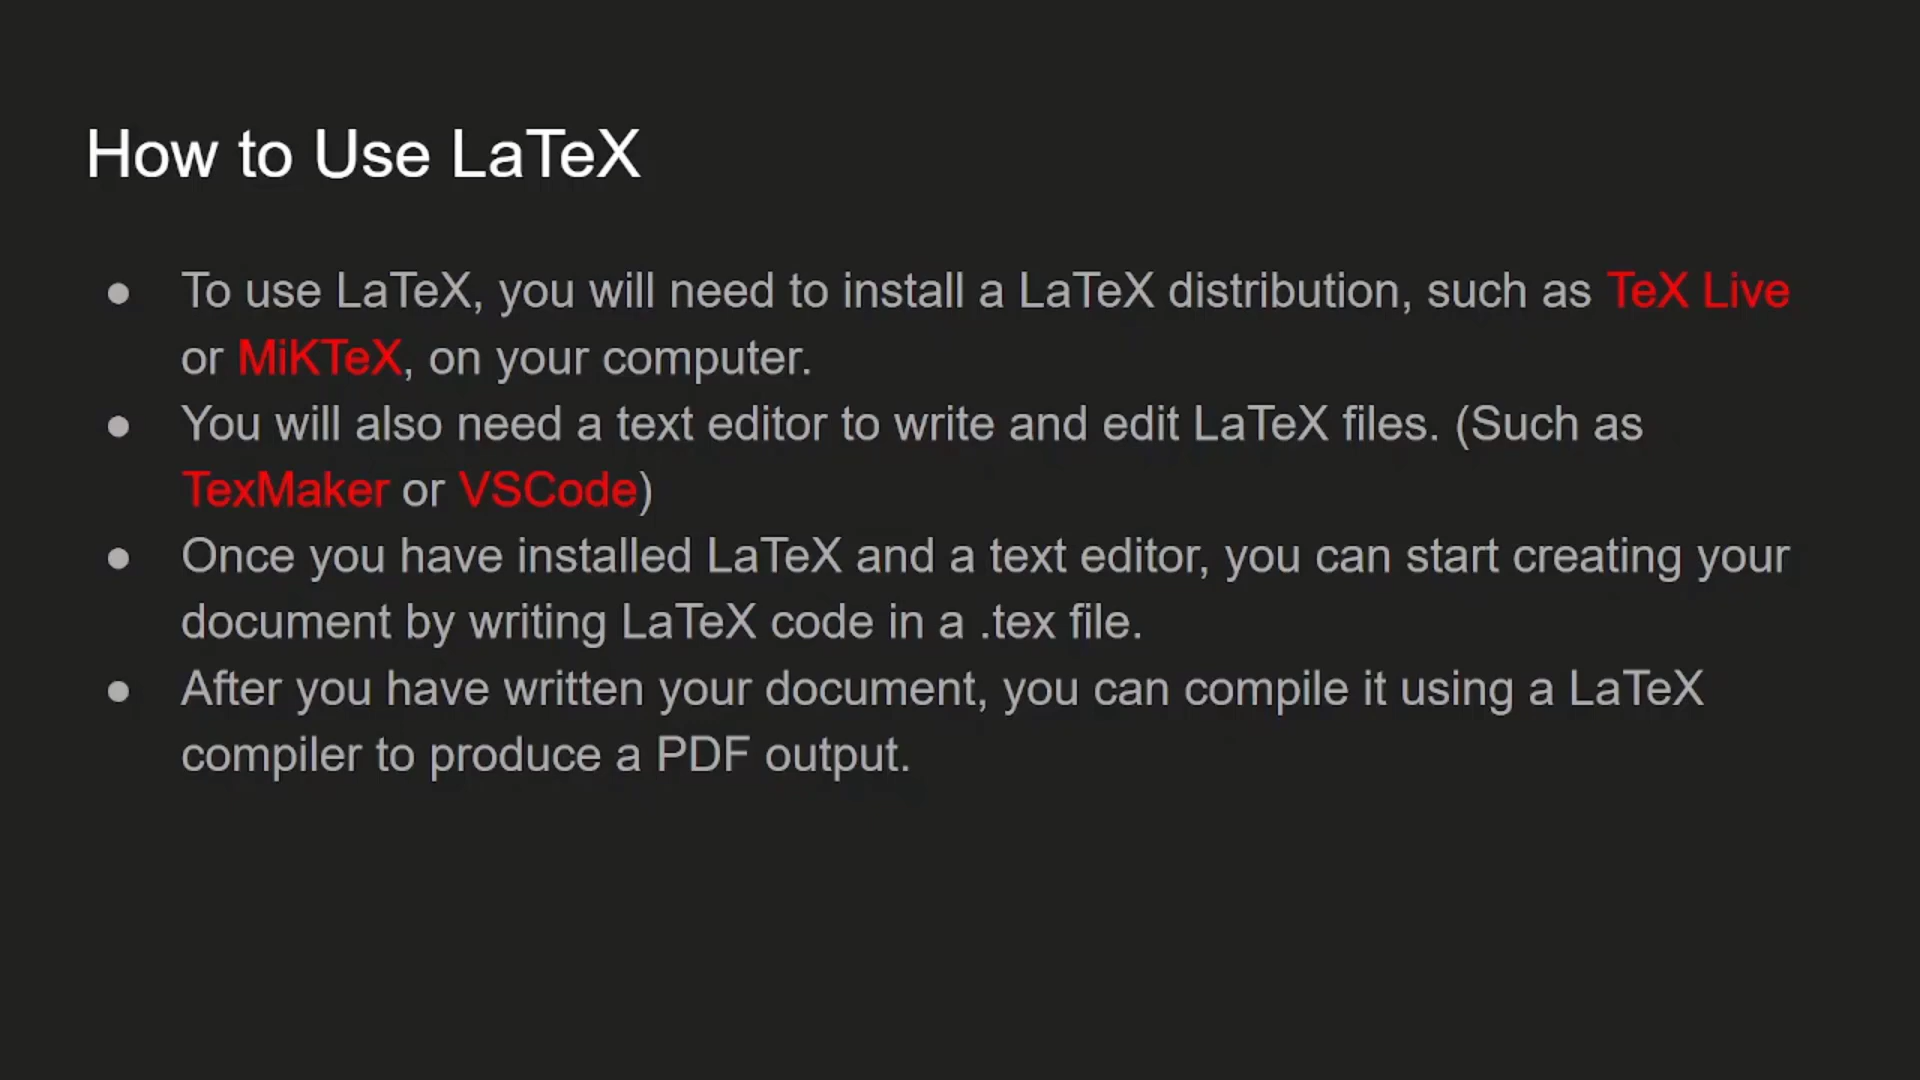 How to Use LaTeX
● To use LaTeX, you will need to install a LaTeX distribution, such as TeX Live
or MiKTeX, on your computer.
● You will also need a text editor to write and edit LaTeX files. (Such as
TexMaker or VSCode)
● Once you have installed LaTeX and a text editor, you can start creating your
document by writing LaTeX code in a .tex file.
● After you have written your document, you can compile it using a LaTeX
compiler to produce a PDF output.